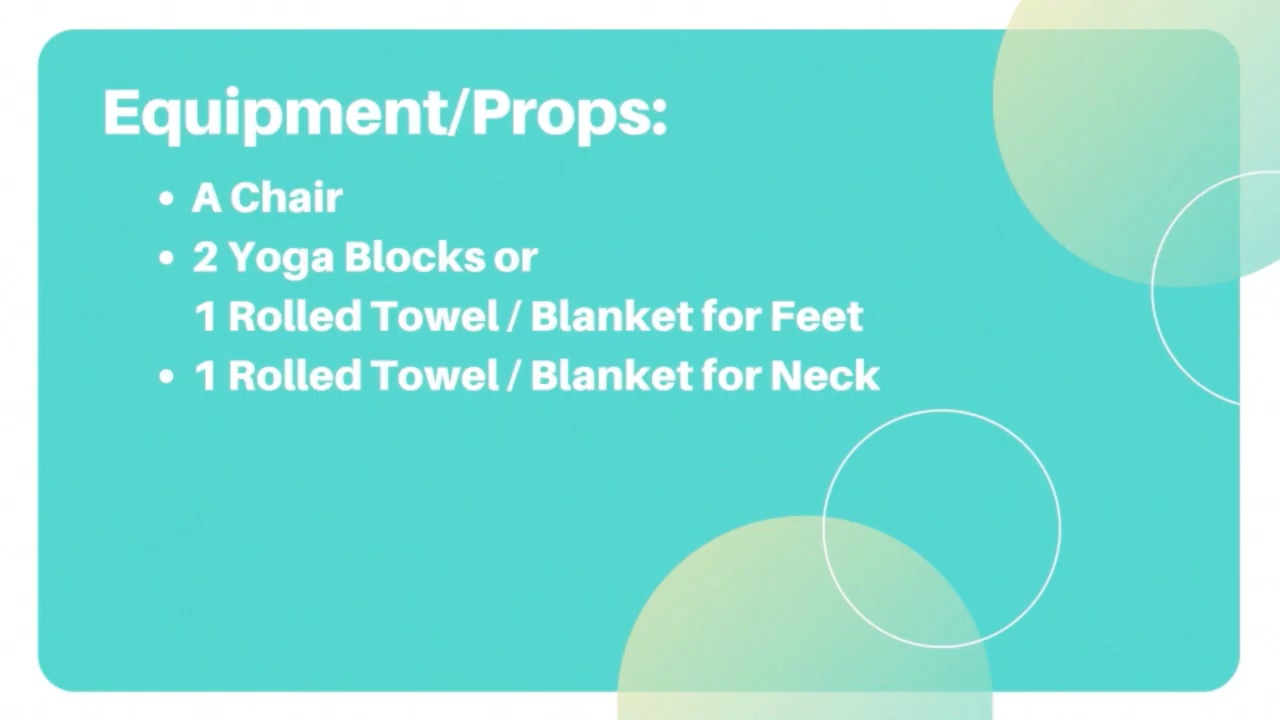 Equipment/Props:
• A Chair
• 2 Yoga Blocks or
1 Rolled Towel / Blanket for Feet
• 1 Rolled Towel / Blanket for Neck